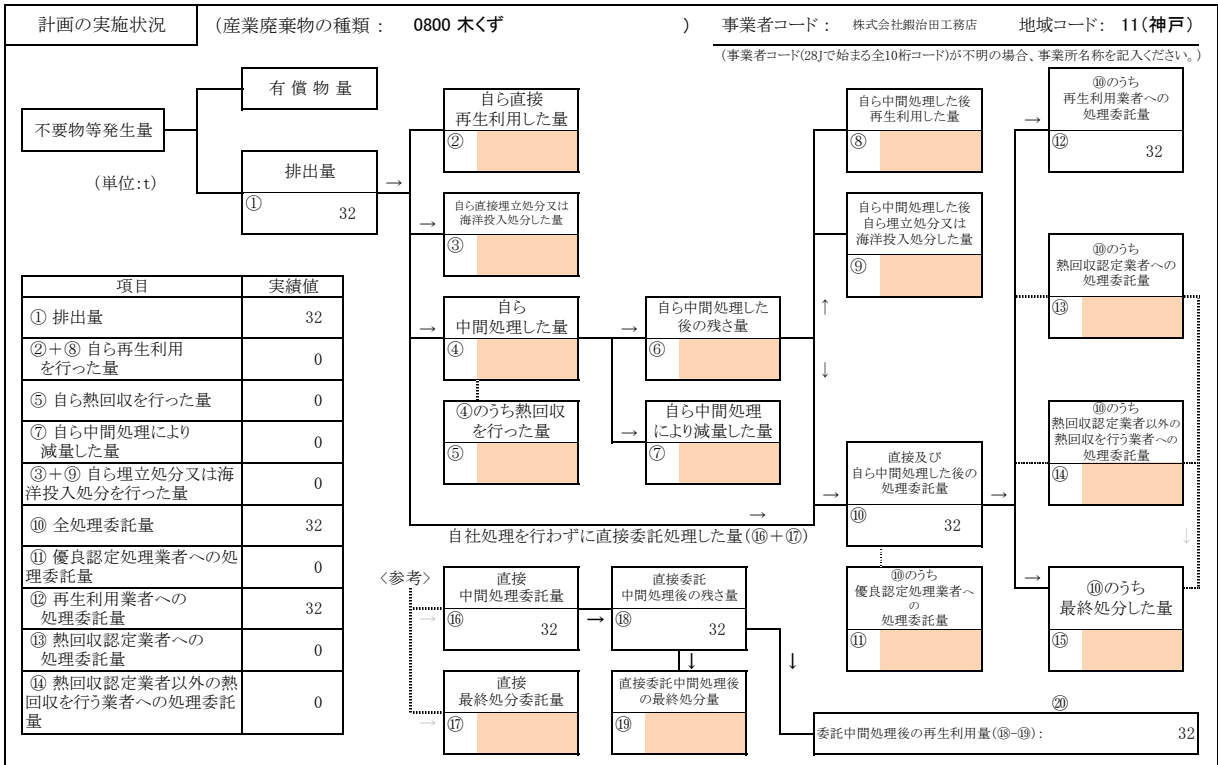 計画の実施状況
(産業廃棄物の種類： 0800 木くず )
事業者コード： 株式会社鍜治田工務店 地域コード： 11(神戸)
(事業者コード(28Jで始まる全10桁コード)が不明の場合、事業所名称を記入ください。)
不要物等発生量
(単位:t)
有償物量
排出量
→
①
32
自ら直接
再生利用した量
②
→
自ら直接埋立処分又は
海洋投入処分した量
③
→
自ら
中間処理した量
④
④のうち熱回収
を行った量
⑤
→
自ら中間処理した
後の残さ量
⑥
→
自ら中間処理
により減量した量
⑦
自ら中間処理した後
再生利用した量
⑧
自ら中間処理した後
自ら埋立処分又は
海洋投入処分した量
⑨
↑
↓
→
自社処理を行わずに直接委託処理した量(⑯+⑰)
→
直接及び
自ら中間処理した後の
処理委託量
⑩
32
→
⑩のうち
優良認定処理業者へ
の
処理委託量
⑪
→
⑩のうち
再生利用業者への
処理委託量
⑫
32
⑩のうち
熱回収認定業者への
処理委託量
⑬
⑩のうち
熱回収認定業者以外の
熱回収を行う業者への
処理委託量
⑭
↓
→
⑩のうち
最終処分した量
⑮
項目 実績値
① 排出量 32
②+⑧ 自ら再生利用
を行った量 0
⑤ 自ら熱回収を行った量 0
⑦ 自ら中間処理により
減量した量 0
③+⑨ 自ら埋立処分又は海
洋投入処分を行った量 0
⑩ 全処理委託量 32
⑪ 優良認定処理業者への処
理委託量 0
⑫ 再生利用業者への
処理委託量 32
⑬ 熱回収認定業者への
処理委託量 0
⑭ 熱回収認定業者以外の熱
回収を行う業者への処理委託
量 0
〈参考〉
→
直接
中間処理委託量
⑯
32
→
直接委託
中間処理後の残さ量
⑱
32
↓
↓
→
直接
最終処分委託量
⑰
直接委託中間処理後
の最終処分量
⑲
⑳
委託中間処理後の再生利用量(⑱-⑲)： 32